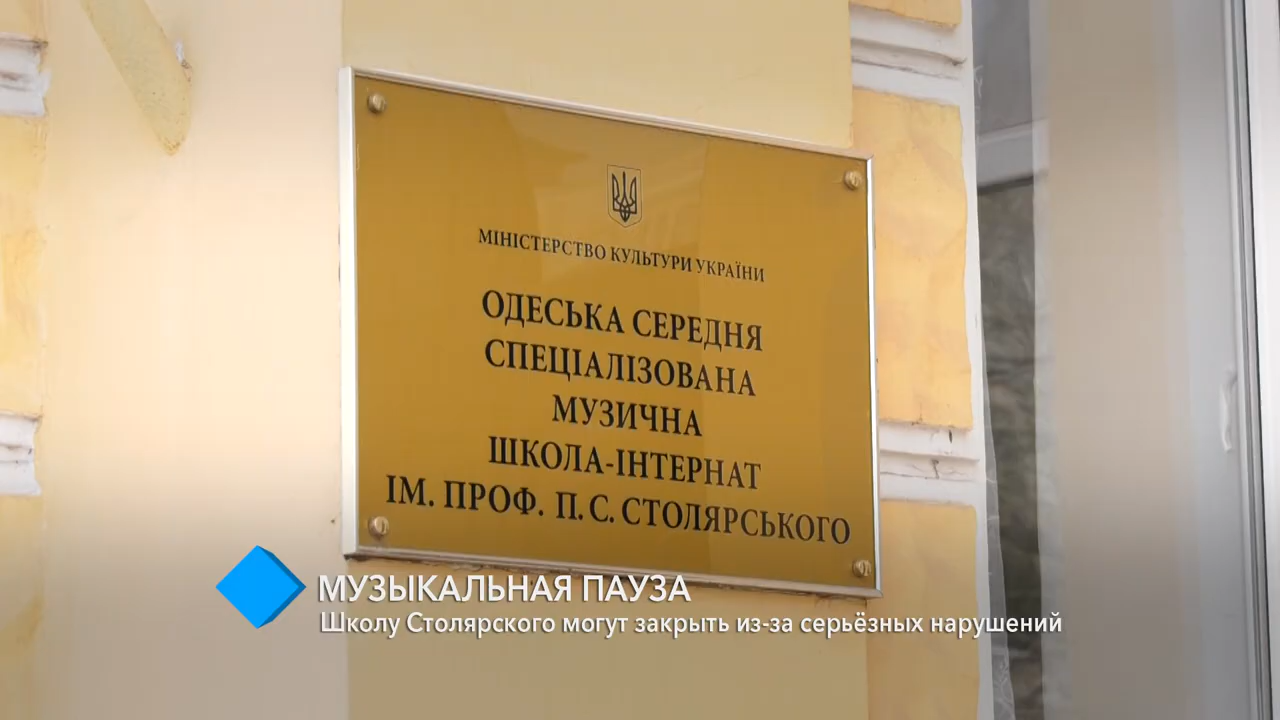 МІНІСТЕРСТВО КУЛЬТУРИ УКРАЇНИ
ОДЕСЬКА СЕРЕДНЯ
СПЕЦІАЛІЗОВАНА
МУЗИЧНА
ШКОЛА-ІНТЕРНАТ
ІМ. ПРОФ. П. С. СТОЛЯРСЬКОГО
МУЗЫКАЛЬНАЯ ПАУЗА
Школу Столярского могут закрыть из-за серьёзных нарушений